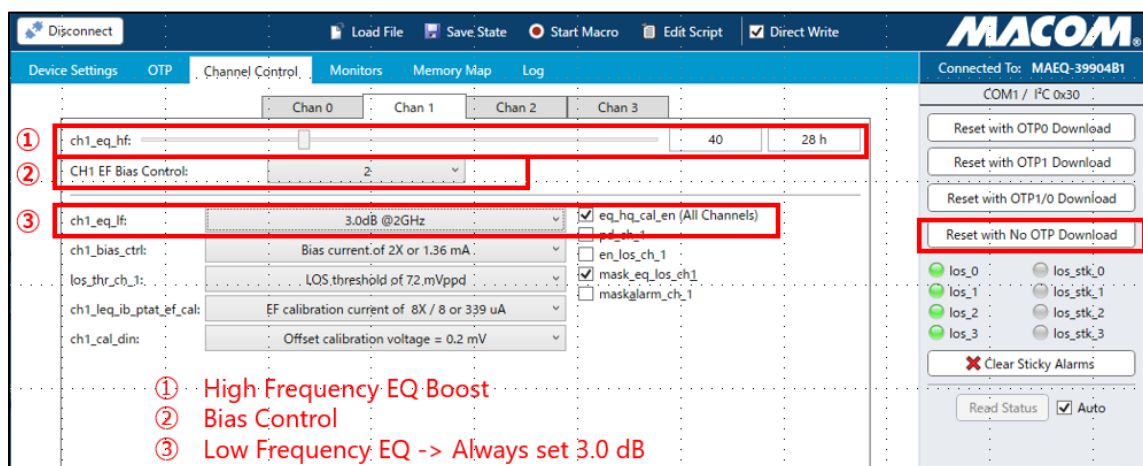 Disconnect
Load File
Save State
Start Macro
Edit Script
Direct Write
MACOM®
Device Settings
OTP
Channel Control
Monitors
Memory Map
Log
Connected To: MAEQ-39904B1
COM1 / I²C 0x30
Chan 0
Chan 1
Chan 2
Chan 3
① ch1_eq_hf: 40 28 h
② CH1 EF Bias Control: 2
③ ch1_eq_lf: 3.0dB @2GHz
ch1_bias_ctrl: Bias current of 2X or 1.36 mA
los_thr_ch_1: LOS threshold of 72 mVppd
ch1_leq_ib_ptat_ef_cal: EF calibration current of 8X / 8 or 339 uA
ch1_cal_din: Offset calibration voltage = 0.2 mV
eq_hq_cal_en (All Channels)
pd_ch_1
en_los_ch_1
mask_eq_los_ch1
maskalarm_ch_1
① High Frequency EQ Boost
② Bias Control
③ Low Frequency EQ -> Always set 3.0 dB
Reset with OTP0 Download
Reset with OTP1 Download
Reset with OTP1/0 Download
Reset with No OTP Download
los_0 los_stk_0
los_1 los_stk_1
los_2 los_stk_2
los_3 los_stk_3
Clear Sticky Alarms
Read Status
Auto